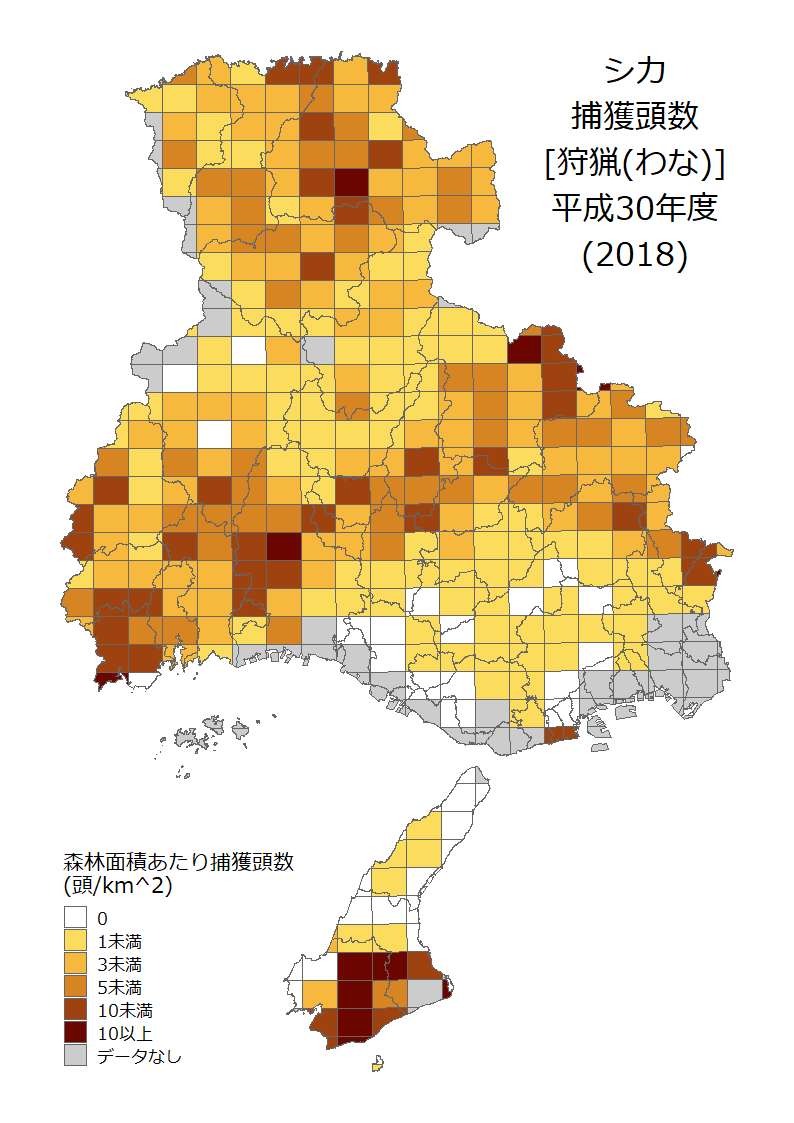 シカ
捕獲頭数
[狩猟(わな)]
平成30年度
(2018)
森林面積あたり捕獲頭数
(頭/km^2)
0
1未満
3未満
5未満
10未満
10以上
データなし